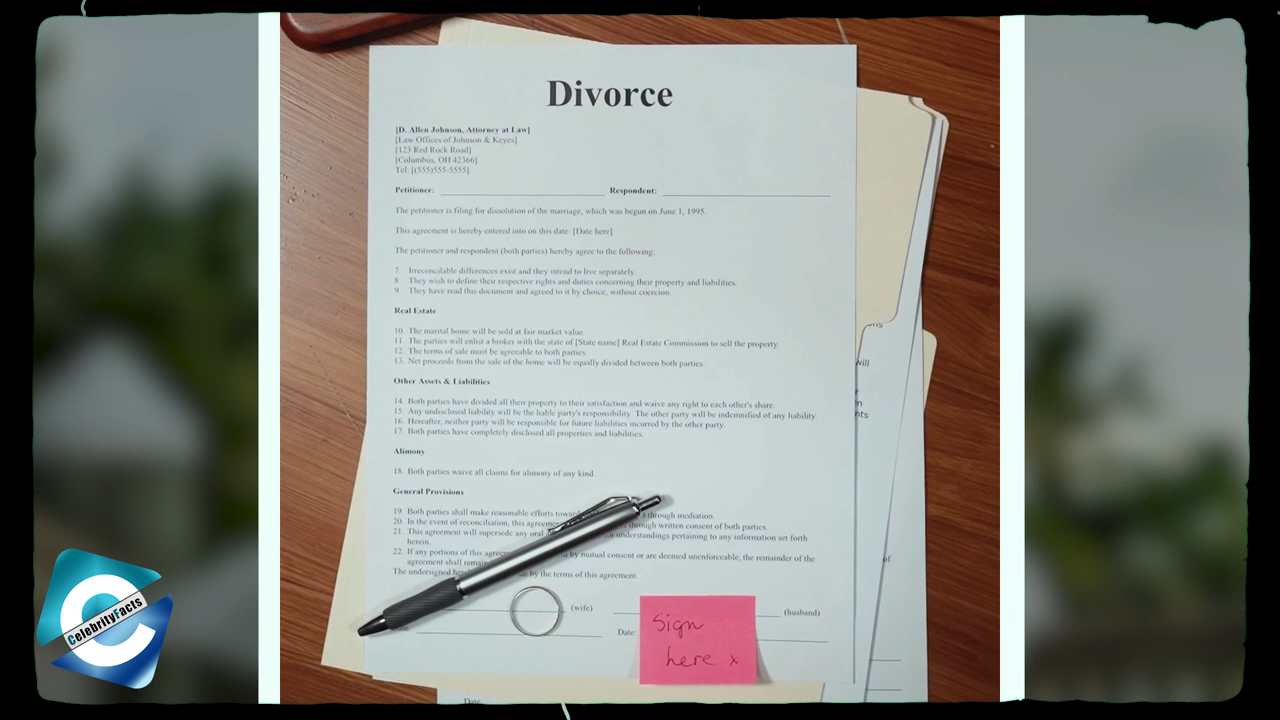 Divorce
[D. Allen Johnson, Attorney at Law]
[Law Offices of Johnson & Keyes]
[123 Red Rock Road]
[Columbus, OH 42366]
Tel: [(555)555-5555]
Petitioner: Respondent:
The petitioner is filing for dissolution of the marriage, which was begun on June 1, 1995.
This agreement is hereby entered into on this date: [Date here]
The petitioner and respondent (both parties) hereby agree to the following:
7. Irreconcilable differences exist and they intend to live separately.
8. They wish to define their respective rights and duties concerning their property and liabilities.
9. They have read this document and agreed to it by choice, without coercion.
Real Estate
10. The marital home will be sold at fair market value.
11. The parties will enlist a broker with the state of [State name] Real Estate Commission to sell the property.
12. The terms of sale must be agreeable to both parties.
13. Net proceeds from the sale of the home will be equally divided between both parties.
Other Assets & Liabilities
14. Both parties have divided all their property to their satisfaction and waive any right to each other's share.
15. Any undisclosed liability will be the liable party's responsibility. The other party will be indemnified of any liability.
16. Hereafter, neither party will be responsible for future liabilities incurred by the other party.
17. Both parties have completely disclosed all properties and liabilities.
Alimony
18. Both parties waive all claims for alimony of any kind.
General Provisions
19. Both parties shall make reasonable efforts through mediation.
20. In the event of reconciliation, this through written consent of both parties.
21. This agreement will supersede any oral understandings pertaining to any information set forth
herein.
22. If any portions of this by mutual consent or are deemed unenforceable, the remainder of the
agreement shall
The undersigned by the terms of this agreement.
(wife) (husband)
Date:
Sign
here x
will
of
Date:
CelebrityFacts